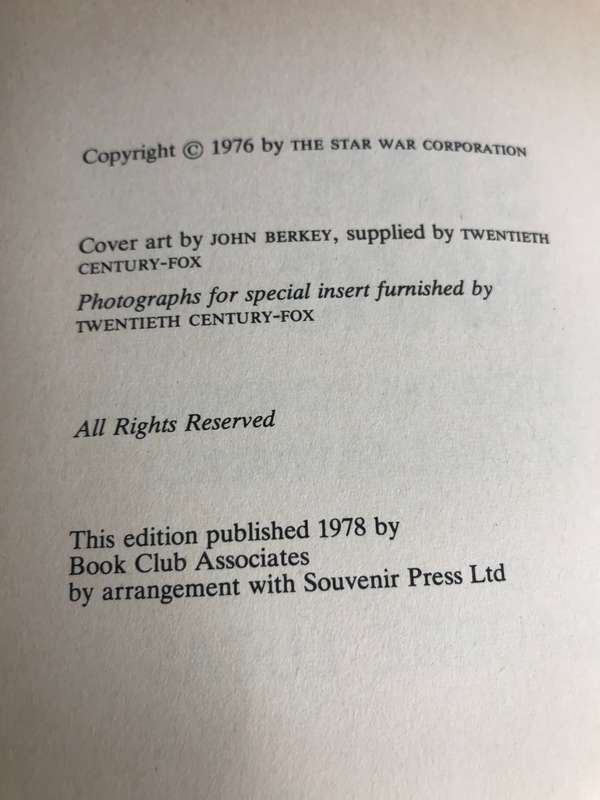 Copyright © 1976 by THE STAR WAR CORPORATION
Cover art by JOHN BERKEY, supplied by TWENTIETH
CENTURY-FOX
Photographs for special insert furnished by
TWENTIETH CENTURY-FOX
All Rights Reserved
This edition published 1978 by
Book Club Associates
by arrangement with Souvenir Press Ltd